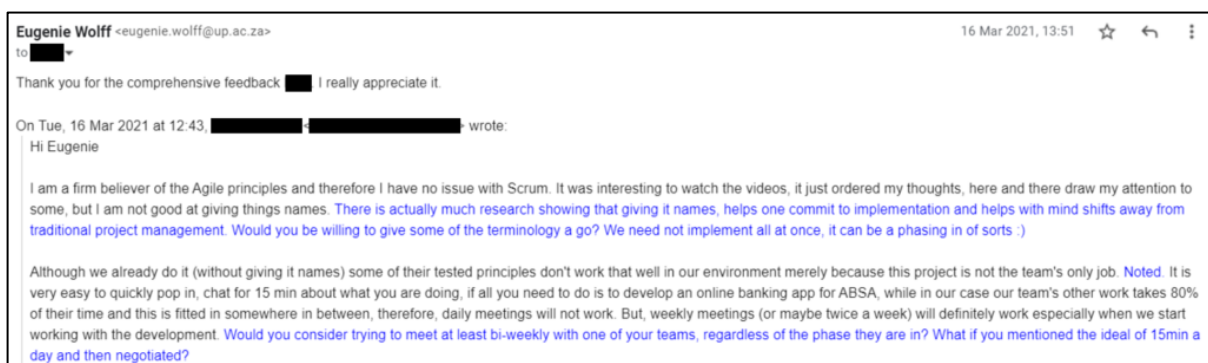 Eugenie Wolff <eugenie.wolff@up.ac.za> 16 Mar 2021, 13:51
to
Thank you for the comprehensive feedback . I really appreciate it.
On Tue, 16 Mar 2021 at 12:43, < > wrote:
Hi Eugenie
I am a firm believer of the Agile principles and therefore I have no issue with Scrum. It was interesting to watch the videos, it just ordered my thoughts, here and there draw my attention to
some, but I am not good at giving things names. There is actually much research showing that giving it names, helps one commit to implementation and helps with mind shifts away from
traditional project management. Would you be willing to give some of the terminology a go? We need not implement all at once, it can be a phasing in of sorts :)
Although we already do it (without giving it names) some of their tested principles don't work that well in our environment merely because this project is not the team's only job. Noted. It is
very easy to quickly pop in, chat for 15 min about what you are doing, if all you need to do is to develop an online banking app for ABSA, while in our case our team's other work takes 80%
of their time and this is fitted in somewhere in between, therefore, daily meetings will not work. But, weekly meetings (or maybe twice a week) will definitely work especially when we start
working with the development. Would you consider trying to meet at least bi-weekly with one of your teams, regardless of the phase they are in? What if you mentioned the ideal of 15min a
day and then negotiated?